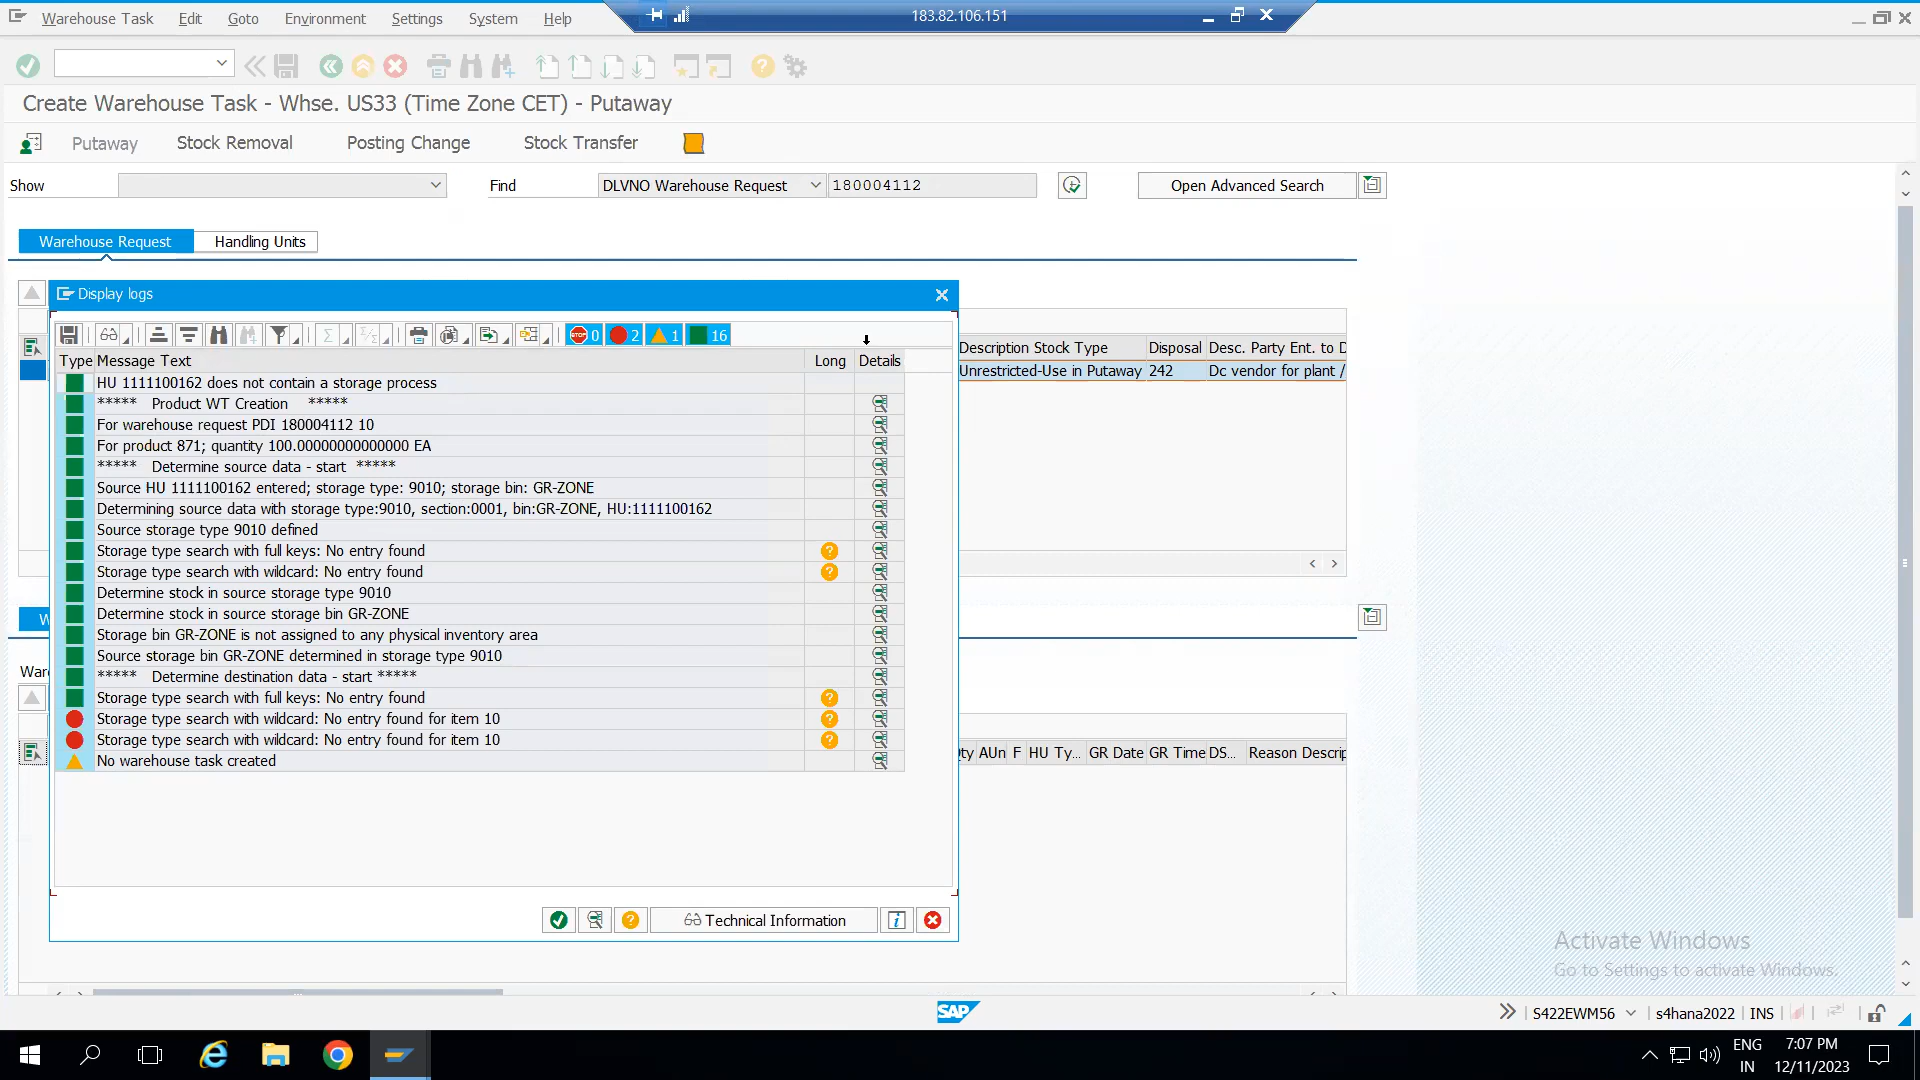 Warehouse Task Edit Goto Environment Settings System Help
183.82.106.151
Create Warehouse Task - Whse. US33 (Time Zone CET) - Putaway
Putaway Stock Removal Posting Change Stock Transfer
Show Find DLVNO Warehouse Request 180004112 Open Advanced Search
Warehouse Request Handling Units
Display logs
STOP 0 2 1 16
Type Message Text Long Details
HU 1111100162 does not contain a storage process
***** Product WT Creation *****
For warehouse request PDI 180004112 10
For product 871; quantity 100.00000000000000 EA
***** Determine source data - start *****
Source HU 1111100162 entered; storage type: 9010; storage bin: GR-ZONE
Determining source data with storage type:9010, section:0001, bin:GR-ZONE, HU:1111100162
Source storage type 9010 defined
Storage type search with full keys: No entry found
Storage type search with wildcard: No entry found
Determine stock in source storage type 9010
Determine stock in source storage bin GR-ZONE
Storage bin GR-ZONE is not assigned to any physical inventory area
Source storage bin GR-ZONE determined in storage type 9010
***** Determine destination data - start *****
Storage type search with full keys: No entry found
Storage type search with wildcard: No entry found for item 10
Storage type search with wildcard: No entry found for item 10
No warehouse task created
Technical Information
Description Stock Type Disposal Desc. Party Ent. to D
Unrestricted-Use in Putaway 242 Dc vendor for plant /
W
Ware
ty AUn F HU Ty... GR Date GR Time DS... Reason Descrip
Activate Windows
Go to Settings to activate Windows.
SAP
S422EWM56 s4hana2022 INS
ENG
IN
7:07 PM
12/11/2023